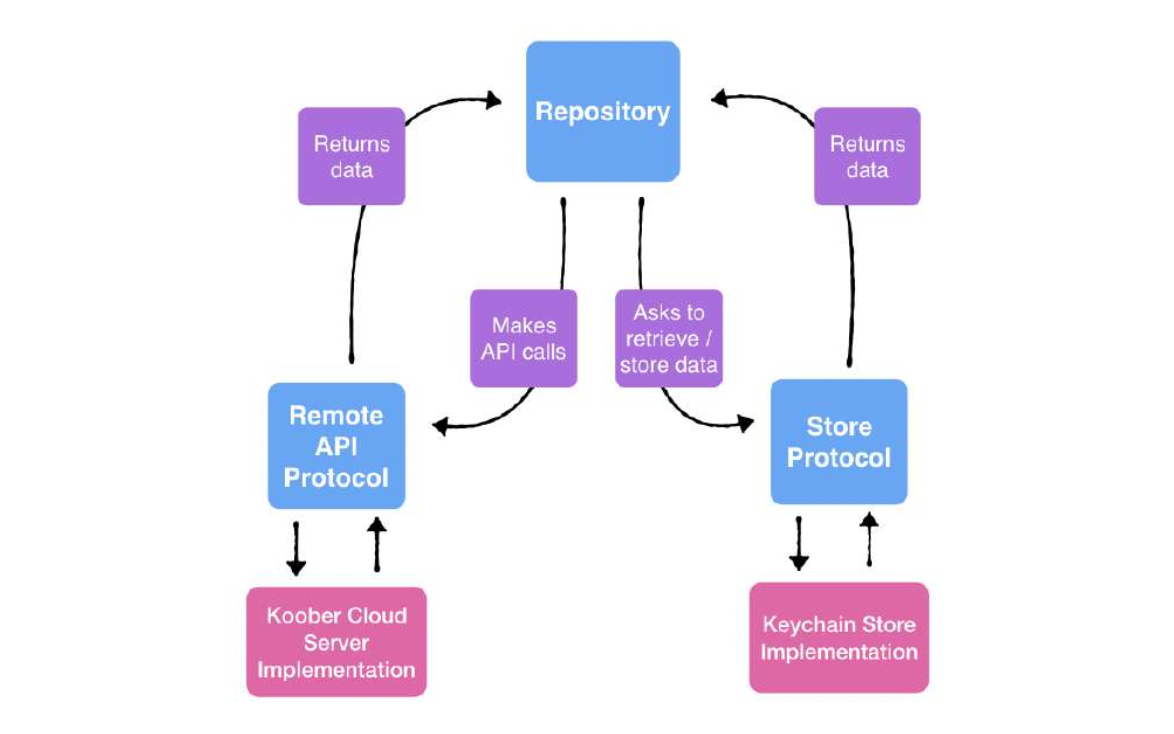 Repository
Returns
data
Returns
data
Makes
API calls
Asks to
retrieve /
store data
Remote
API
Protocol
Store
Protocol
Koober Cloud
Server
Implementation
Keychain Store
Implementation